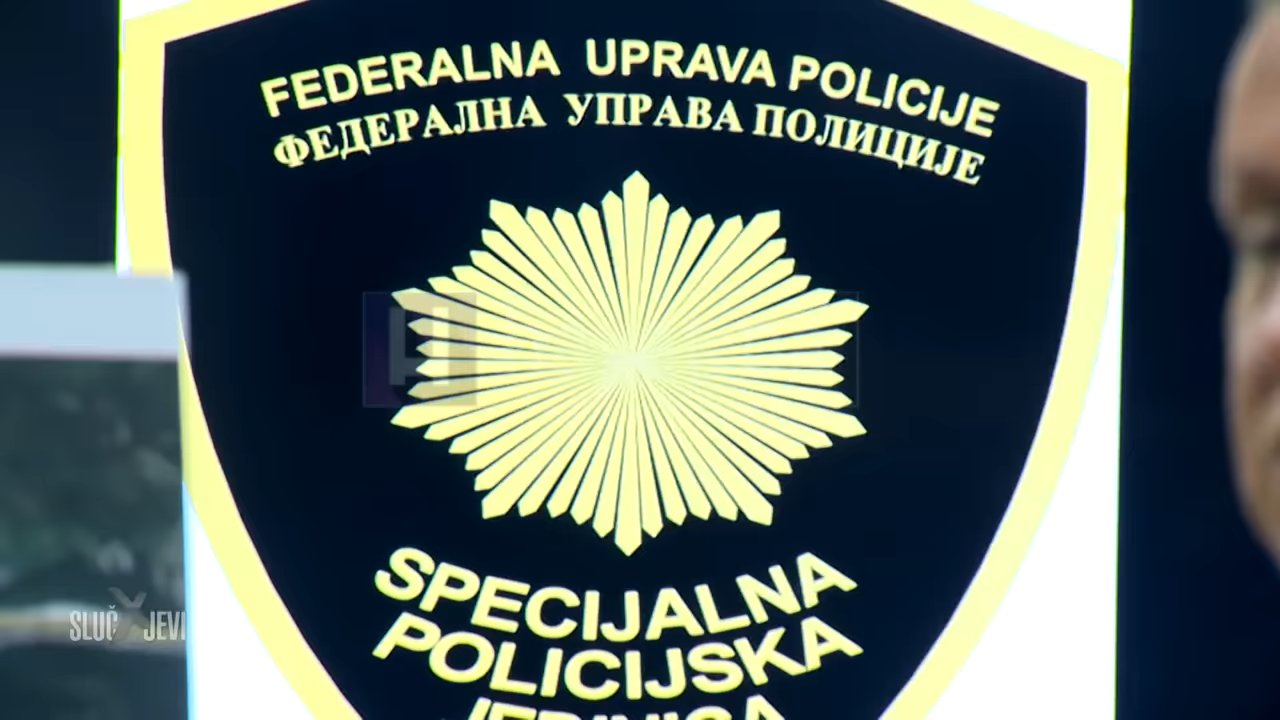 FEDERALNA UPRAVA POLICIJE
ФЕДЕРАЛНА УПРАВА ПОЛИЦИЈЕ
SPECIJALNA
POLICIJSKA